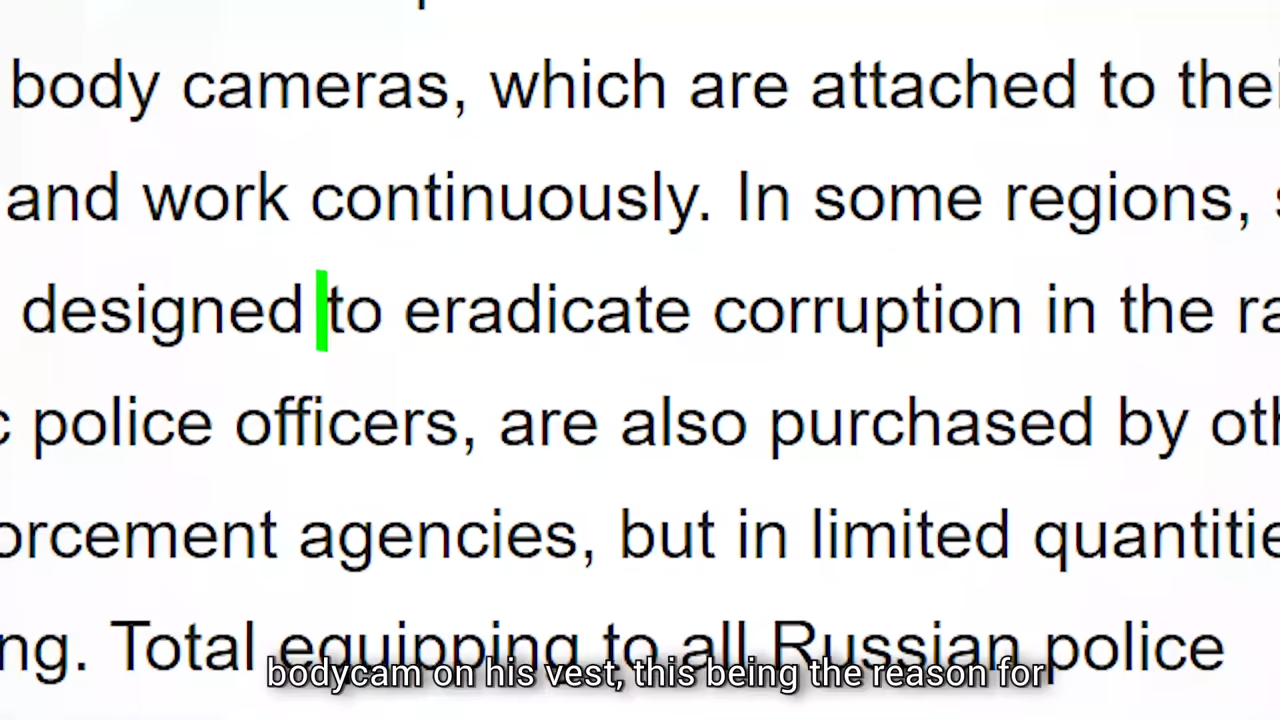 body cameras, which are attached to thei
and work continuously. In some regions, s
designed to eradicate corruption in the ra
c police officers, are also purchased by oth
orcement agencies, but in limited quantitie
ng. Total equipping to all Russian police
bodycam on his vest, this being the reason for